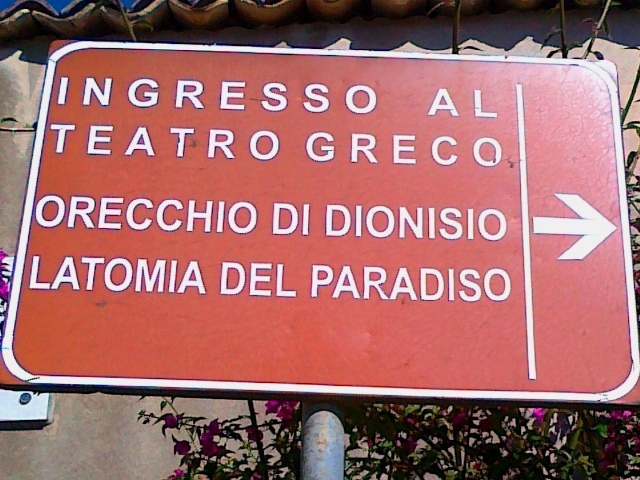 INGRESSO AL
TEATRO GRECO
ORECCHIO DI DIONISIO
LATOMIA DEL PARADISO